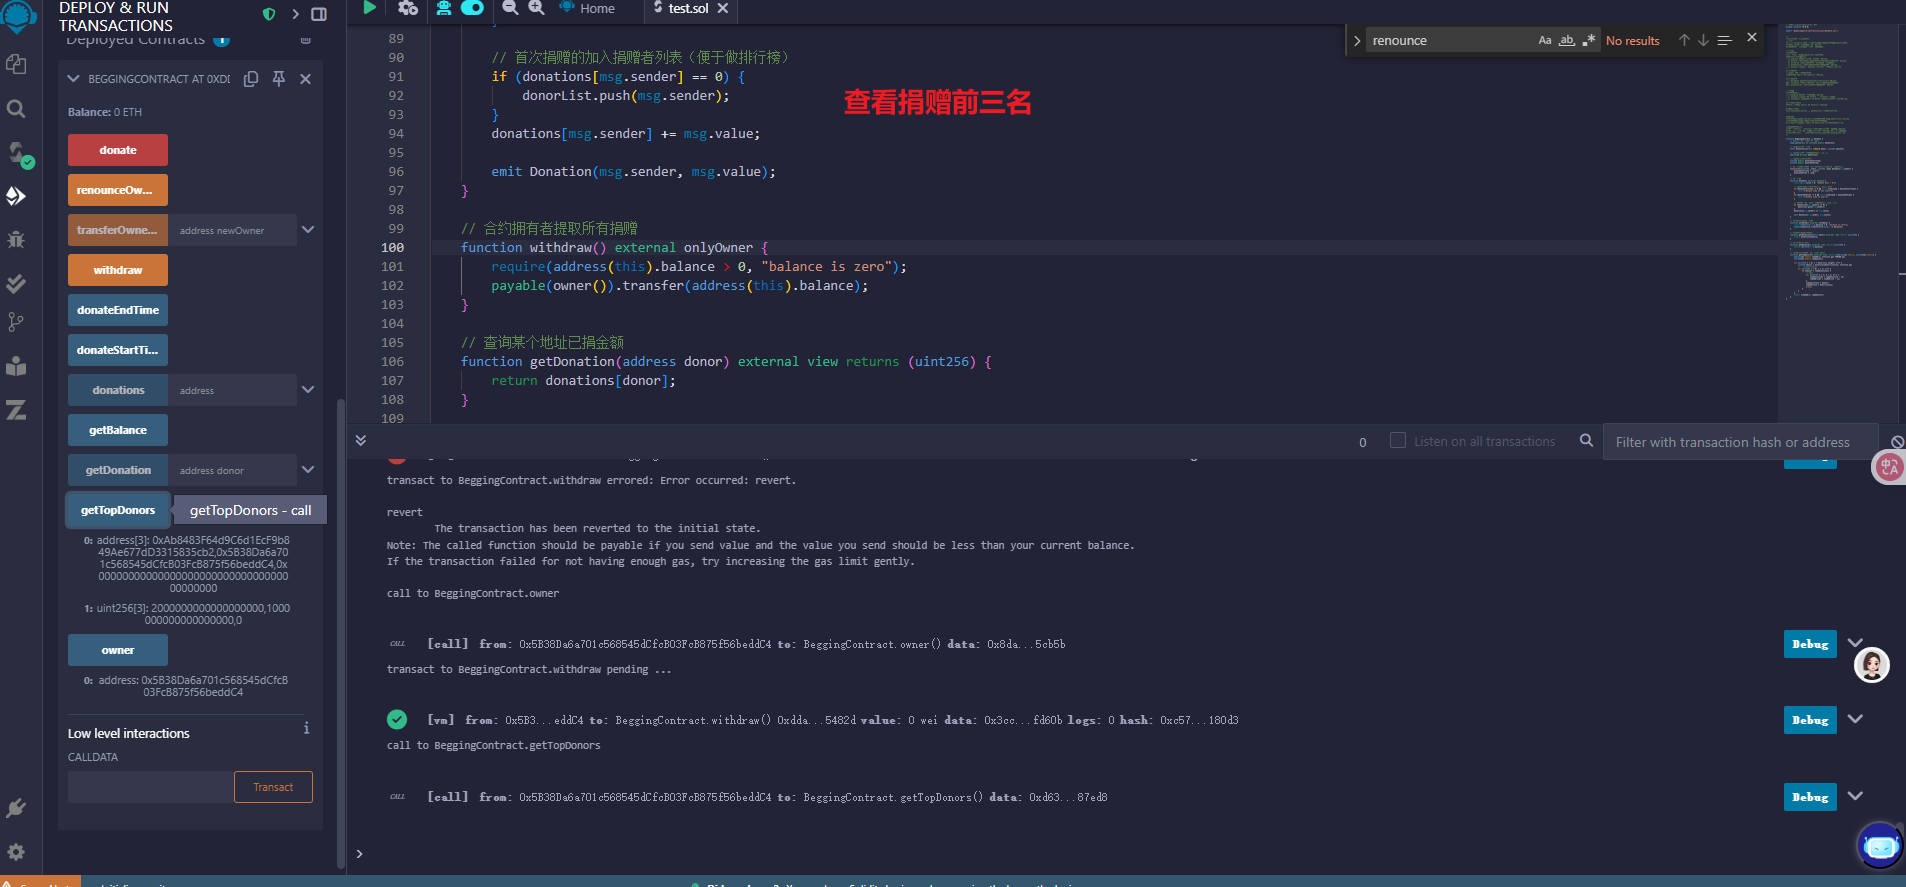 DEPLOY & RUN
TRANSACTIONS
Deployed Contracts 1
BEGGINGCONTRACT AT 0XD
Balance: 0 ETH
donate
renounceOw...
transferOwne... address newOwner
withdraw
donateEndTime
donateStartTi...
donations address
getBalance
getDonation address donor
getTopDonors getTopDonors - call
0: address[3]: 0xAb8483F64d9C6d1EcF9b8
49Ae677dD3315835cb2,0x5B38Da6a70
1c568545dCfcB03FcB875f56beddC4,0x
00000000000000000000000000000000
00000000
1: uint256[3]: 2000000000000000000,1000
000000000000000,0
owner
0: address: 0x5B38Da6a701c568545dCfcB
03FcB875f56beddC4
Low level interactions
CALLDATA
Transact
Home
test.sol
renounce
Aa ab .* No results
查看捐赠前三名
89 }
90 // 首次捐赠的加入捐赠者列表（便于做排行榜）
91 if (donations[msg.sender] == 0) {
92 donorList.push(msg.sender);
93 }
94 donations[msg.sender] += msg.value;
95
96 emit Donation(msg.sender, msg.value);
97 }
98
99 // 合约拥有者提取所有捐赠
100 function withdraw() external onlyOwner {
101 require(address(this).balance > 0, "balance is zero");
102 payable(owner()).transfer(address(this).balance);
103 }
104
105 // 查询某个地址已捐金额
106 function getDonation(address donor) external view returns (uint256) {
107 return donations[donor];
108 }
109
0 Listen on all transactions Filter with transaction hash or address
transact to BeggingContract.withdraw errored: Error occurred: revert.
revert
The transaction has been reverted to the initial state.
Note: The called function should be payable if you send value and the value you send should be less than your current balance.
If the transaction failed for not having enough gas, try increasing the gas limit gently.
call to BeggingContract.owner
CALL [call] from: 0x5B38Da6a701c568545dCfcB03FcB875f56beddC4 to: BeggingContract.owner() data: 0x8da...5cb5b
Debug
transact to BeggingContract.withdraw pending ...
[vm] from: 0x5B3...eddC4 to: BeggingContract.withdraw() 0xdda...5482d value: 0 wei data: 0x3cc...fd60b logs: 0 hash: 0xc57...180d3
Debug
call to BeggingContract.getTopDonors
CALL [call] from: 0x5B38Da6a701c568545dCfcB03FcB875f56beddC4 to: BeggingContract.getTopDonors() data: 0xd63...87ed8
Debug
>